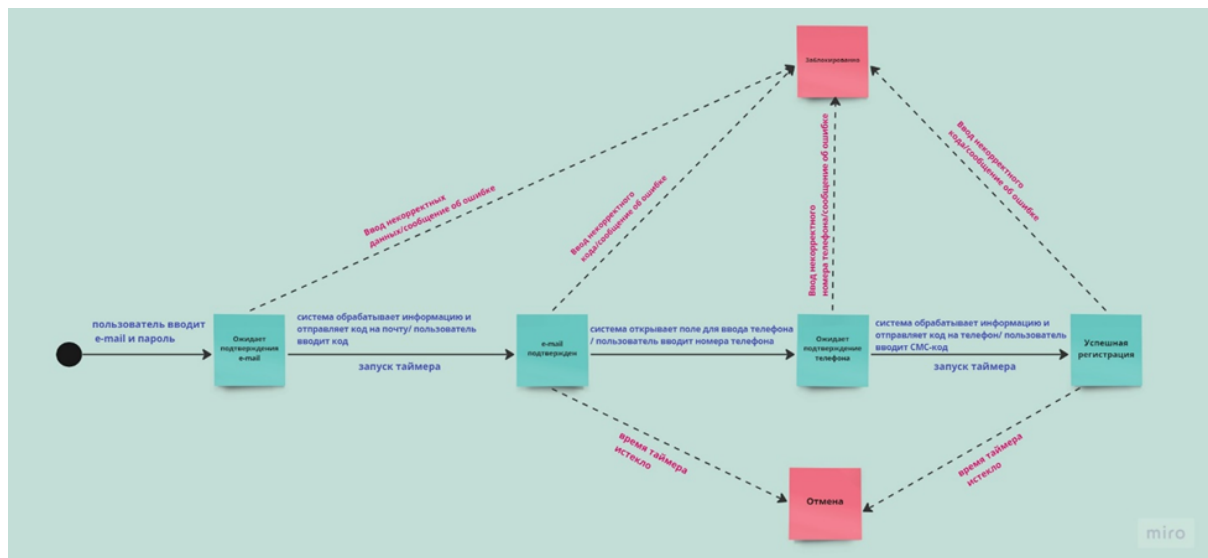 Заблокирована
Ввод некорректных
данных/сообщение об ошибке
Ввод некорректного
кода/сообщение об ошибке
Ввод некорректного
номера телефона/сообщение об ошибке
Ввод некорректного
кода/сообщение об ошибке
пользователь вводит
e-mail и пароль
Ожидает
подтверждения
e-mail
система обрабатывает информацию и
отправляет код на почту/ пользователь
вводит код
запуск таймера
e-mail
подтвержден
система открывает поле для ввода телефона
/ пользователь вводит номера телефона
Ожидает
подтверждение
телефона
система обрабатывает информацию и
отправляет код на телефон/ пользователь
вводит СМС-код
запуск таймера
Успешная
регистрация
время таймера
истекло
время таймера
истекло
Отмена
miro